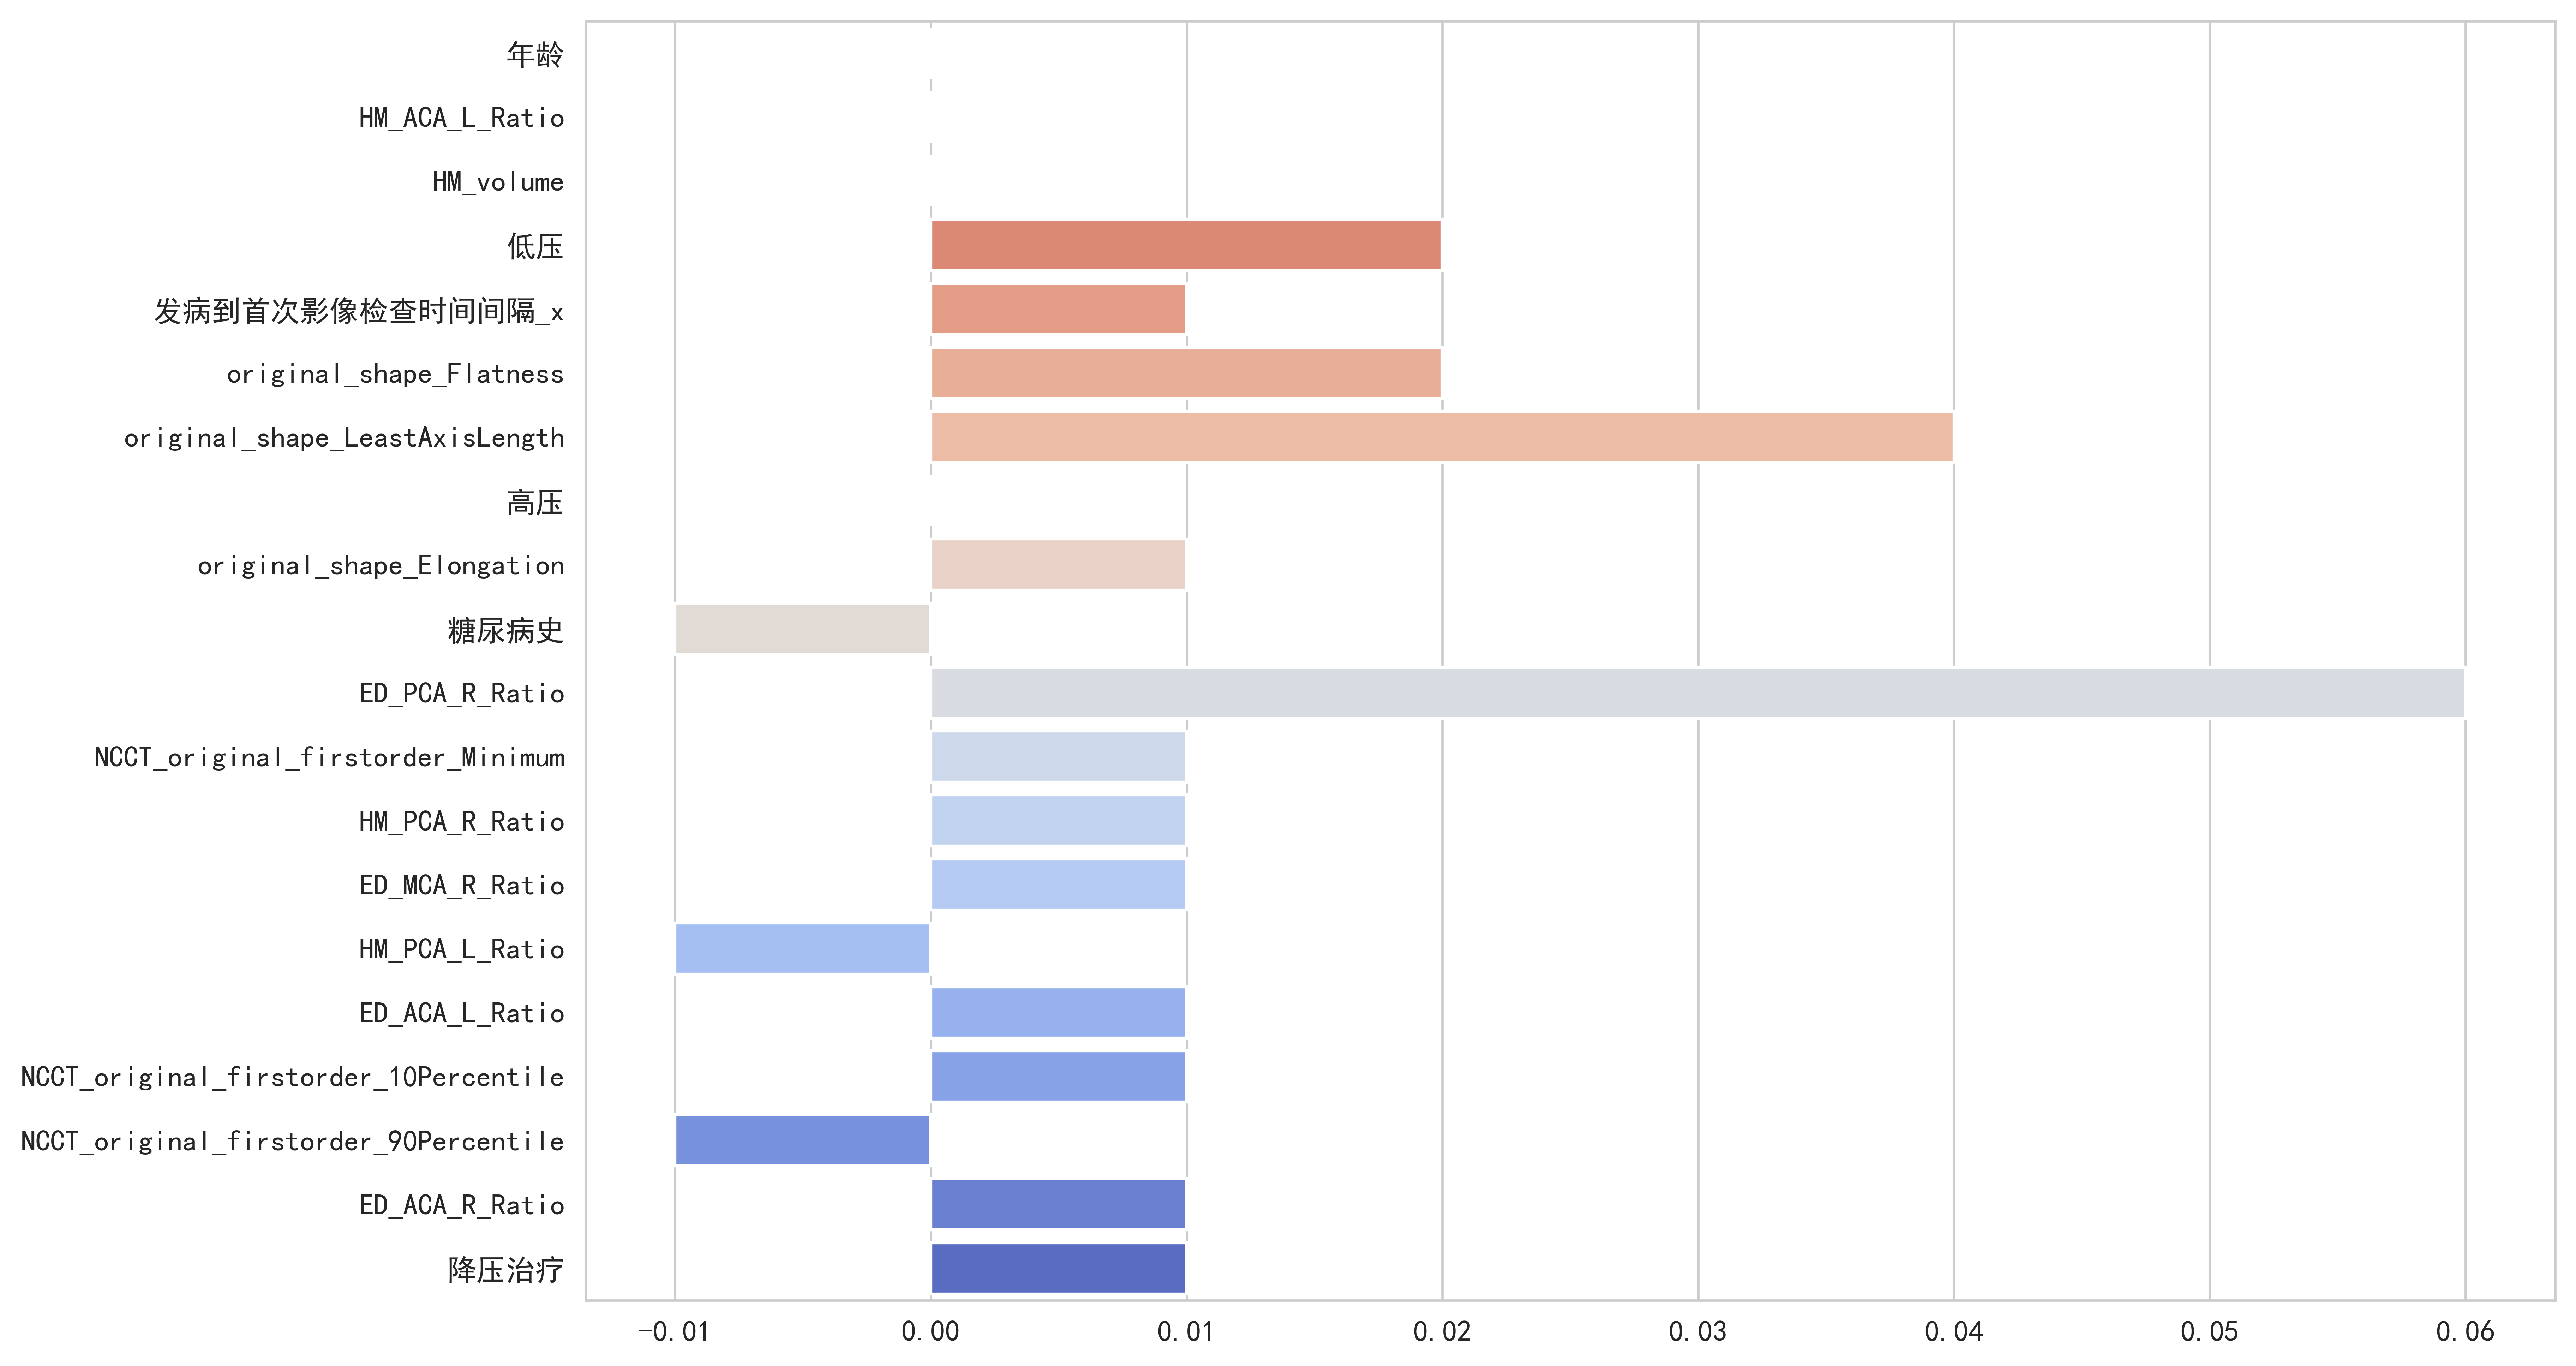 年龄
HM_ACA_L_Ratio
HM_volume
低压
发病到首次影像检查时间间隔_x
original_shape_Flatness
original_shape_LeastAxisLength
高压
original_shape_Elongation
糖尿病史
ED_PCA_R_Ratio
NCCT_original_firstorder_Minimum
HM_PCA_R_Ratio
ED_MCA_R_Ratio
HM_PCA_L_Ratio
ED_ACA_L_Ratio
NCCT_original_firstorder_10Percentile
NCCT_original_firstorder_90Percentile
ED_ACA_R_Ratio
降压治疗
-0.01 0.00 0.01 0.02 0.03 0.04 0.05 0.06